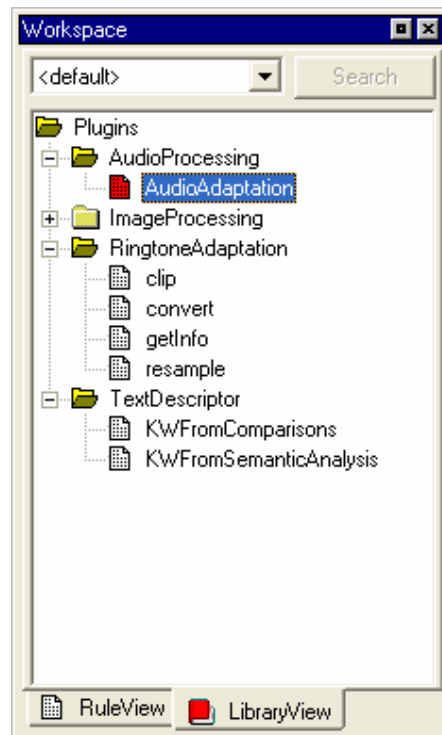 Workspace
<default> Search
Plugins
AudioProcessing
AudioAdaptation
ImageProcessing
RingtoneAdaptation
clip
convert
getInfo
resample
TextDescriptor
KWFromComparisons
KWFromSemanticAnalysis
RuleView LibraryView